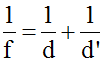 1/f = 1/d + 1/d'